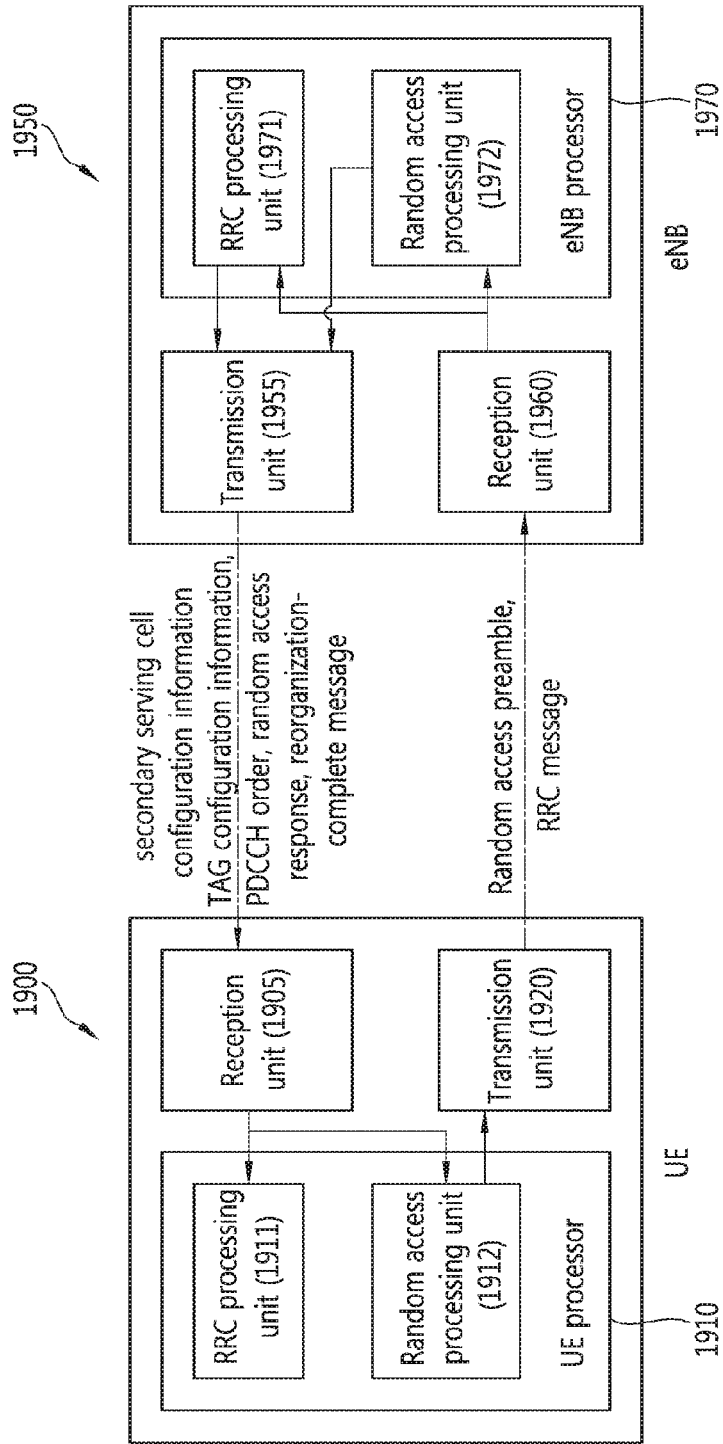 1900
1950
RRC processing
unit (1911)
Random access
processing unit
(1912)
UE processor
1910
Reception
unit (1905)
Transmission
unit (1920)
UE
secondary serving cell
configuration information
TAG configuration information,
PDCCH order, random access
response, reorganization-
complete message
Random access preamble,
RRC message
Transmission
unit (1955)
Reception
unit (1960)
RRC processing
unit (1971)
Random access
processing unit
(1972)
eNB processor
1970
eNB